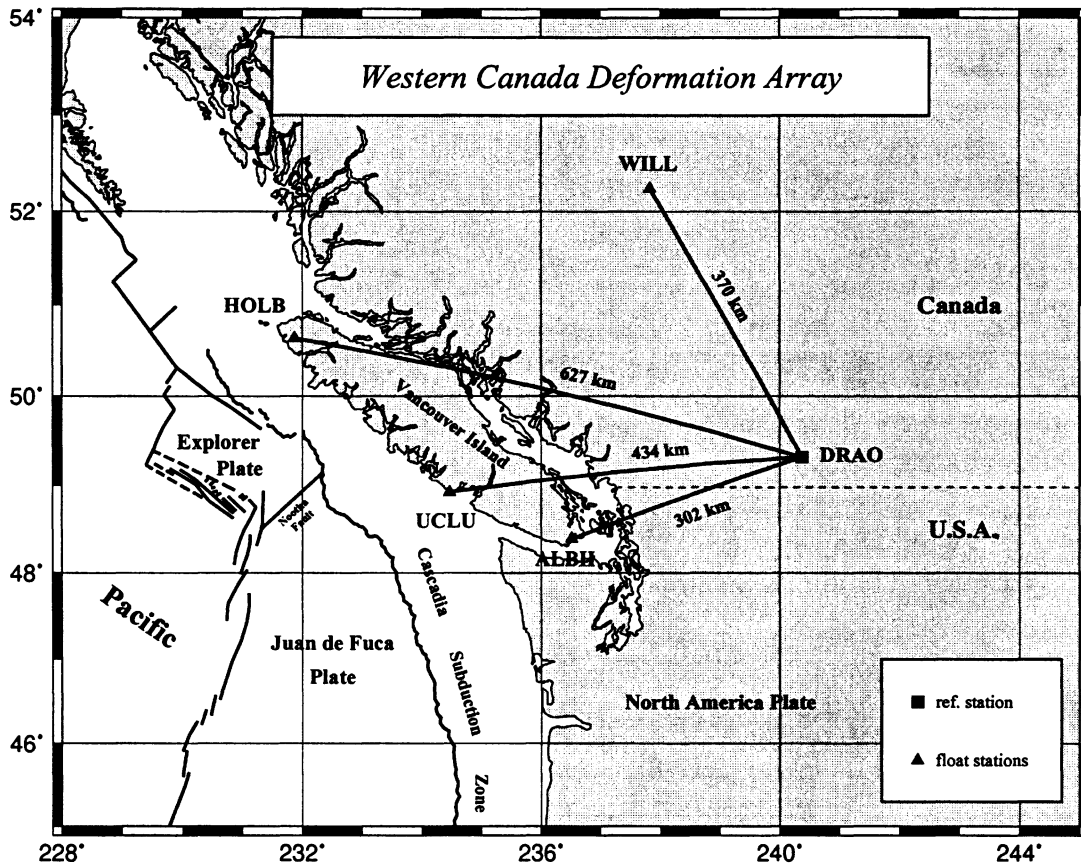 54°
Western Canada Deformation Array
WILL
52°
370 km
HOLB
Canada
627 km
50°
Vancouver Island
Explorer
Plate
434 km
DRAO
Nootka
Fault
UCLU
302 km
U.S.A.
ALBH
48°
Cascadia
Subduction
Zone
Pacific
Juan de Fuca
Plate
North America Plate
ref. station
46°
float stations
228°
232°
236°
240°
244°